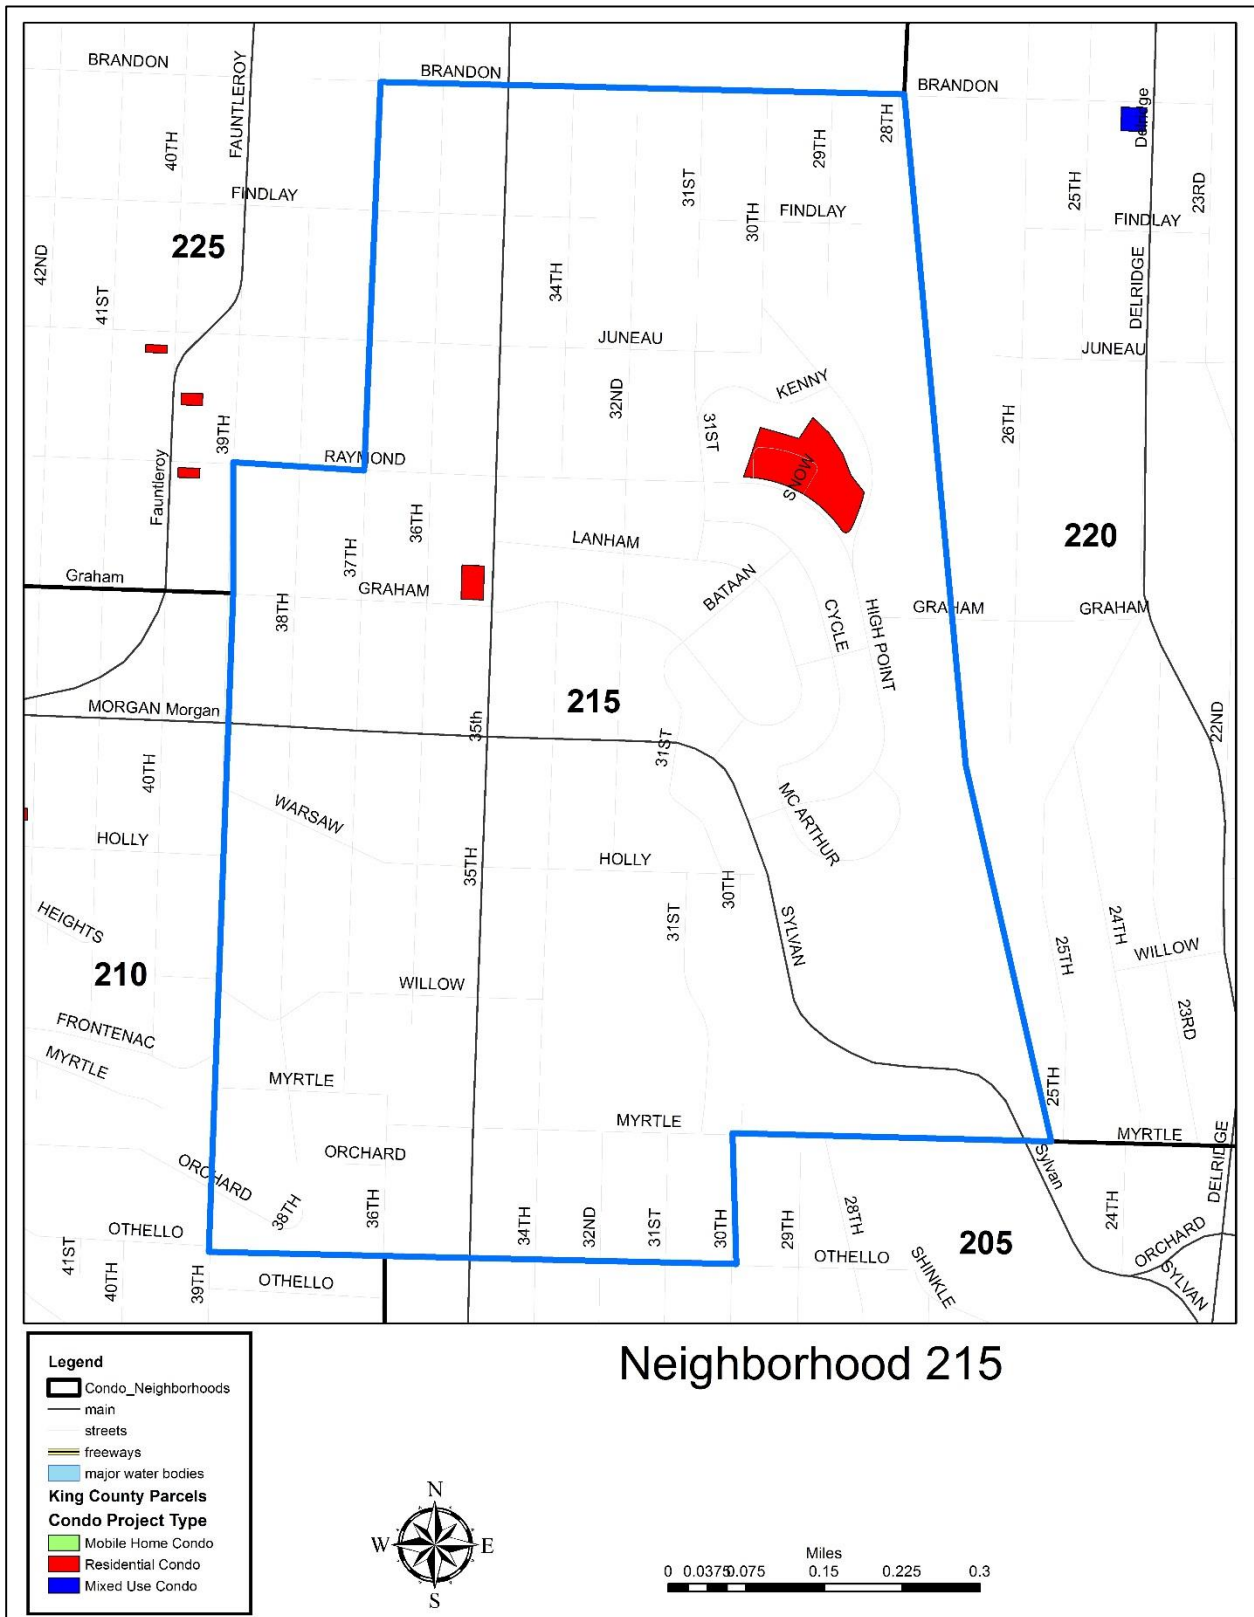 BRANDON
FAUNTLEROY
BRANDON
BRANDON
Delridge
40TH
28TH
29TH
31ST
30TH
25TH
23RD
FINDLAY
FINDLAY
FINDLAY
225
42ND
41ST
34TH
DELRIDGE
JUNEAU
JUNEAU
KENNY
32ND
31ST
26TH
39TH
RAYMOND
SNOW
Fauntleroy
36TH
37TH
LANHAM
220
Graham
GRAHAM
38TH
BATAAN
CYCLE
HIGH POINT
GRAHAM
GRAHAM
215
MORGAN Morgan
35th
31ST
22ND
40TH
WARSAW
MC ARTHUR
HOLLY
35TH
HOLLY
30TH
31ST
HEIGHTS
SYLVAN
24TH
25TH
WILLOW
210
WILLOW
23RD
FRONTENAC
MYRTLE
MYRTLE
25TH
MYRTLE
MYRTLE
DELRIDGE
ORCHARD
ORCHARD
Sylvan
38TH
36TH
34TH
32ND
31ST
30TH
29TH
28TH
24TH
OTHELLO
41ST
40TH
39TH
OTHELLO
OTHELLO
SHINKLE
205
ORCHARD
SYLVAN
Neighborhood 215
Legend
Condo_Neighborhoods
main
streets
freeways
major water bodies
King County Parcels
Condo Project Type
Mobile Home Condo
Residential Condo
Mixed Use Condo
N
W
E
S
Miles
0 0.0375 0.075 0.15 0.225 0.3